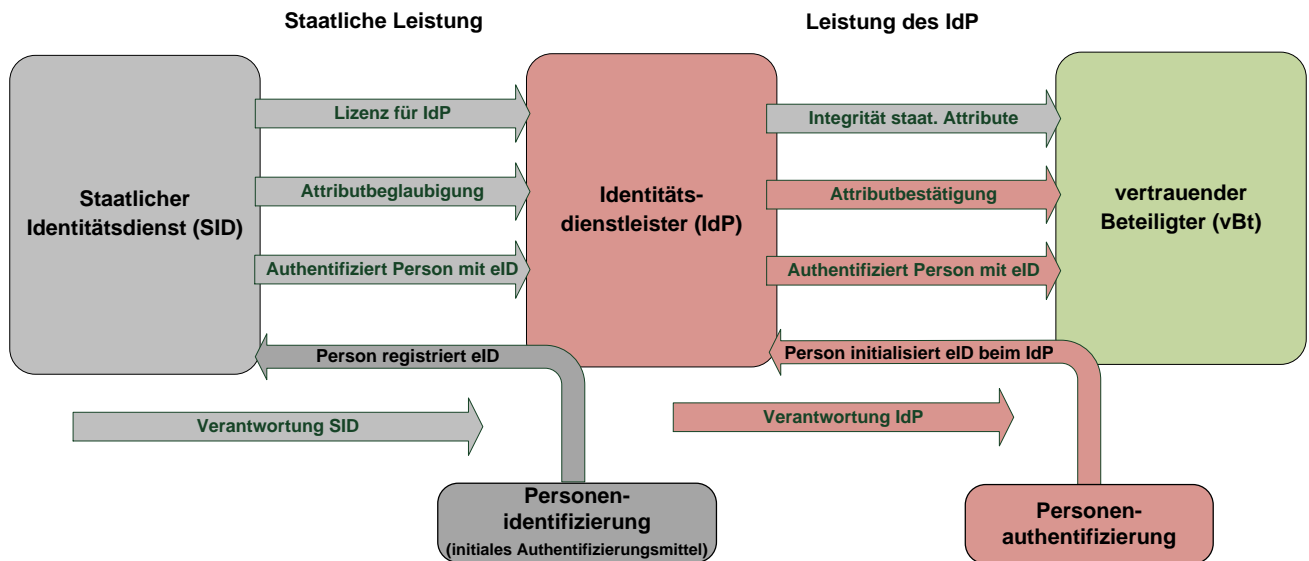 Staatliche Leistung
Leistung des IdP
Staatlicher
Identitätsdienst (SID)
Lizenz für IdP
Attributbeglaubigung
Authentifiziert Person mit eID
Person registriert eID
Identitäts-
dienstleister (IdP)
Integrität staat. Attribute
Attributbestätigung
Authentifiziert Person mit eID
Person initialisiert eID beim IdP
vertrauender
Beteiligter (vBt)
Verantwortung SID
Verantwortung IdP
Personen-
identifizierung
(initiales Authentifizierungsmittel)
Personen-
authentifizierung